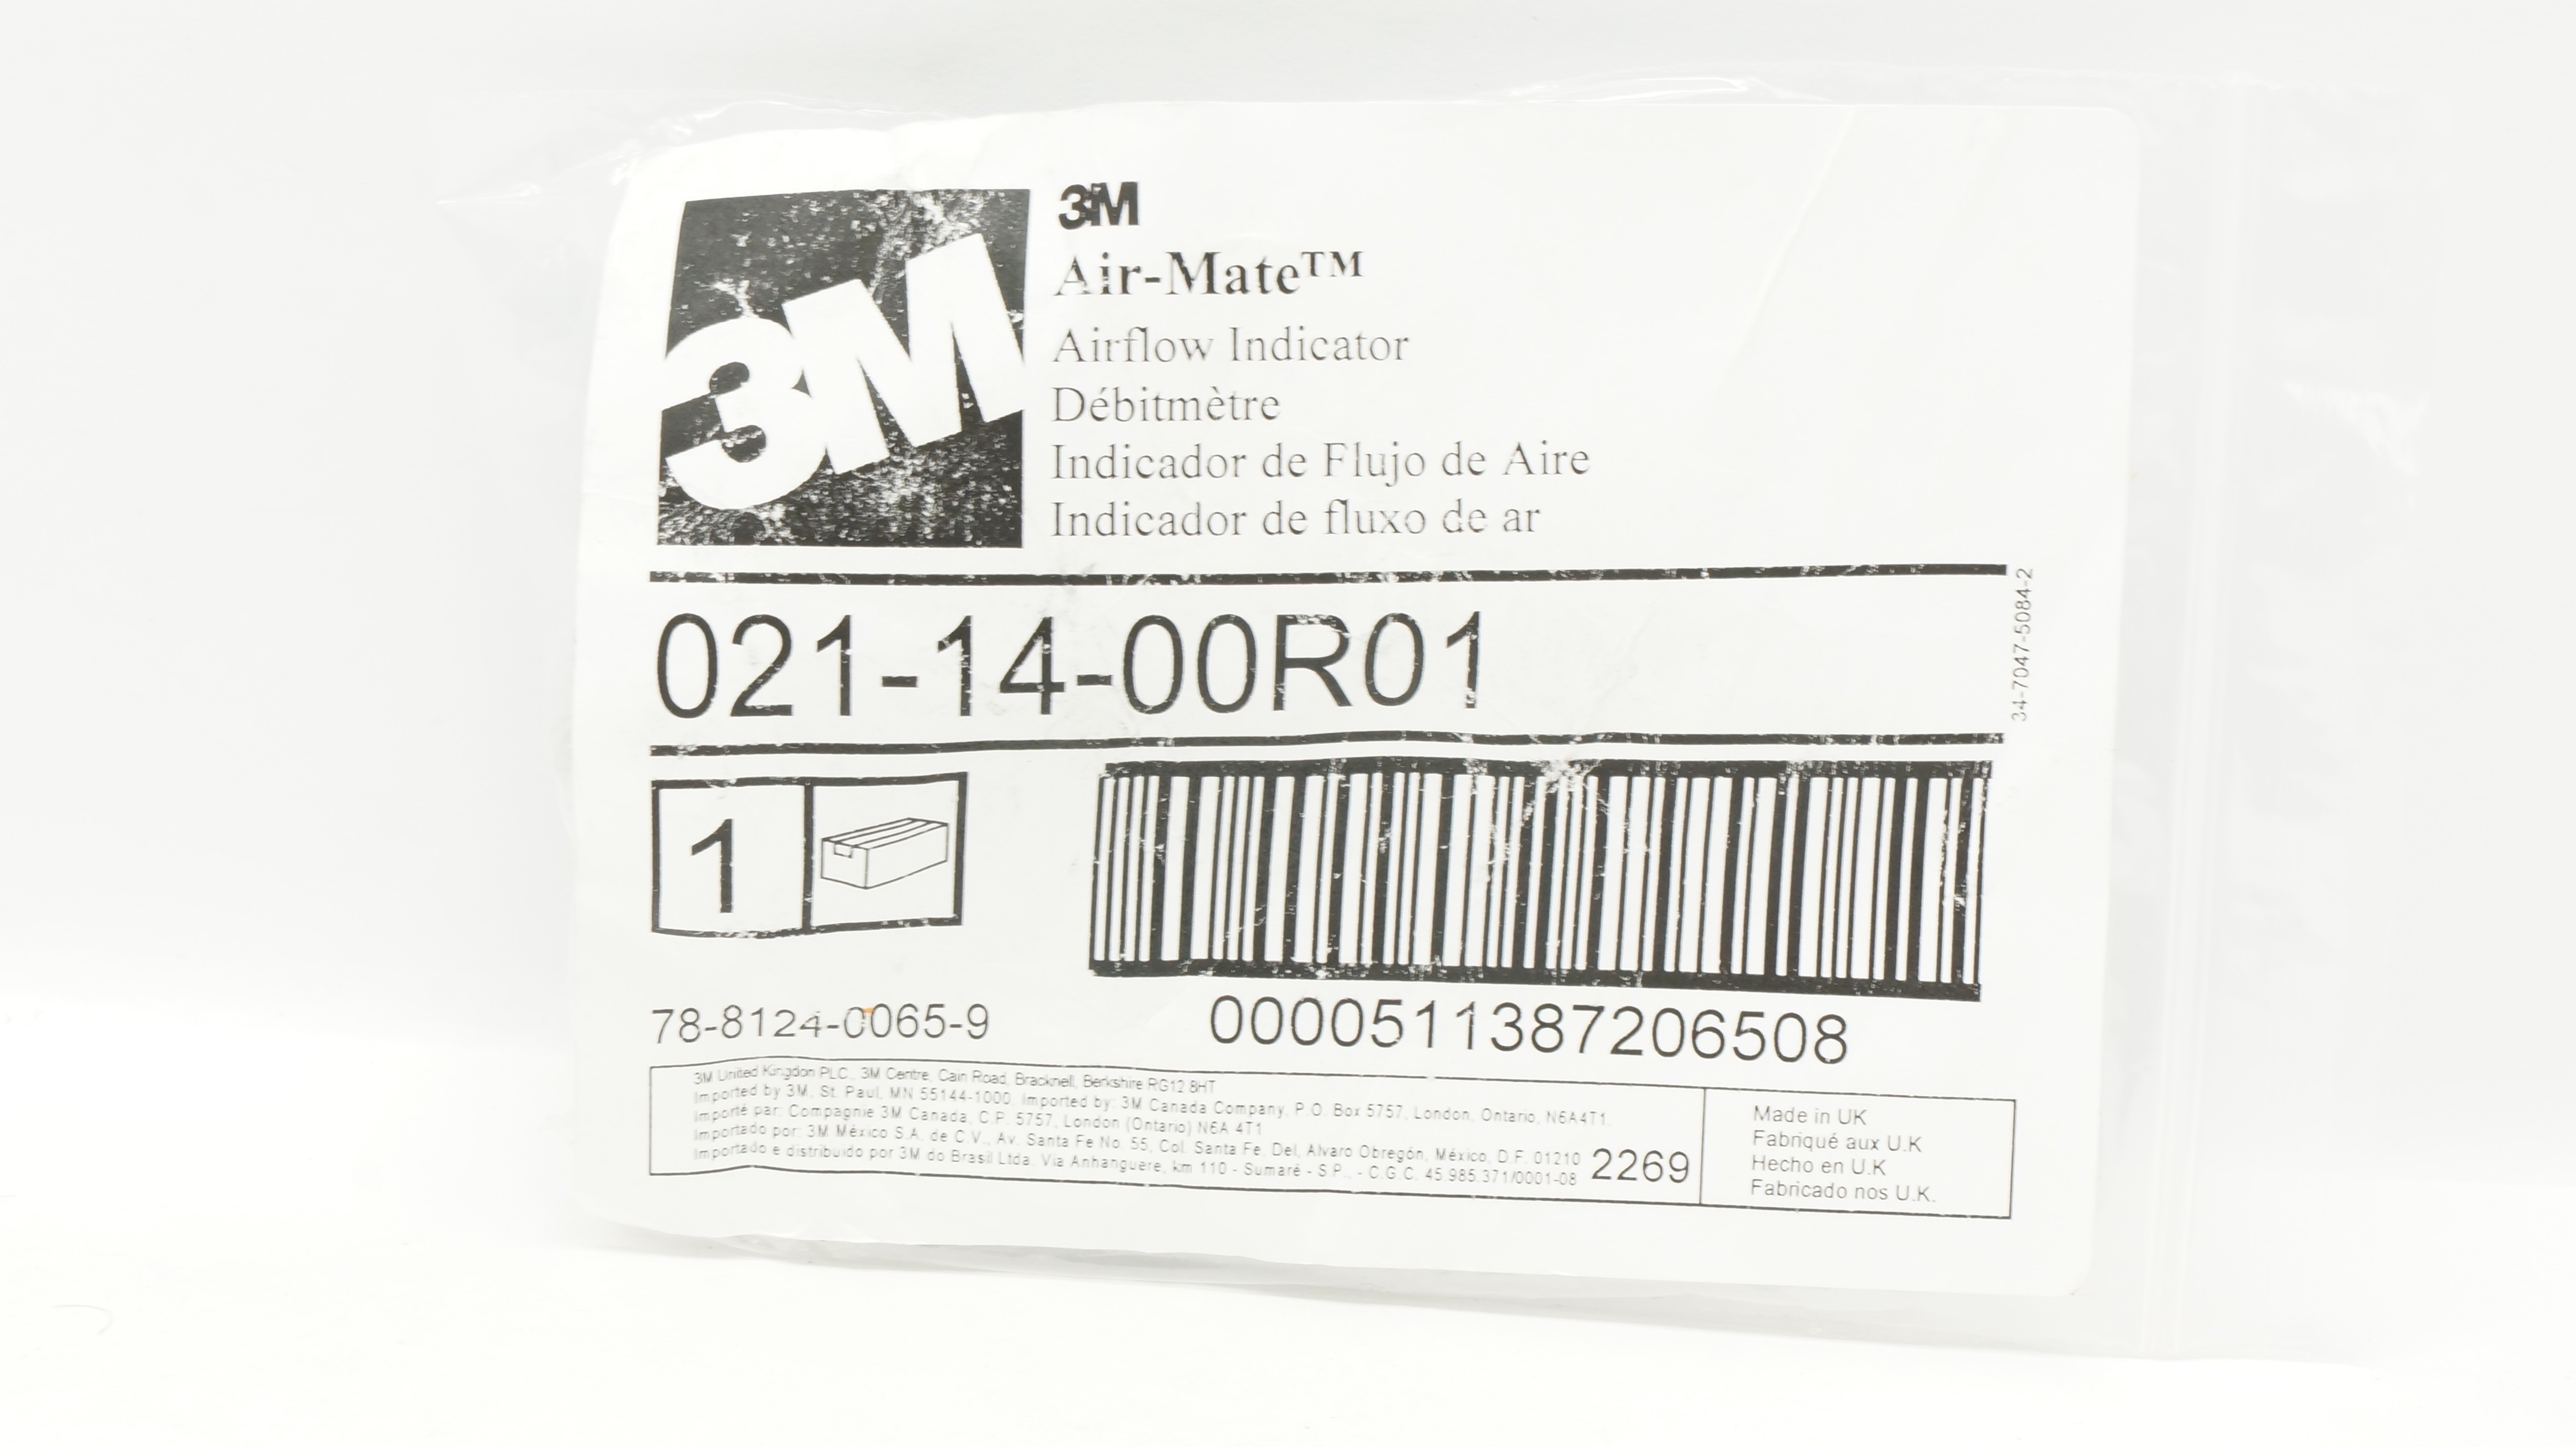 3M
3M
Air-Mate™
Airflow Indicator
Débitmètre
Indicador de Flujo de Aire
Indicador de fluxo de ar
021-14-00R01
34-7047-5084-2
1
78-8124-0065-9
0000511387206508
3M United Kingdon PLC., 3M Centre, Cain Road, Bracknell, Berkshire RG12 8HT
Imported by 3M, St. Paul, MN 55144-1000. Imported by: 3M Canada Company, P.O. Box 5757, London, Ontario, N6A4T1.
Importé par: Compagnie 3M Canada, C.P. 5757, London (Ontario) N6A 4T1
Importado por: 3M México S.A. de C.V., Av. Santa Fe No. 55, Col. Santa Fe, Del, Alvaro Obregón, México, D.F. 01210
Importado e distribuido por 3M do Brasil Ltda. Via Anhanguere, km 110 - Sumaré - S.P., - C.G.C. 45.985.371/0001-08
2269
Made in UK
Fabriqué aux U.K
Hecho en U.K
Fabricado nos U.K.